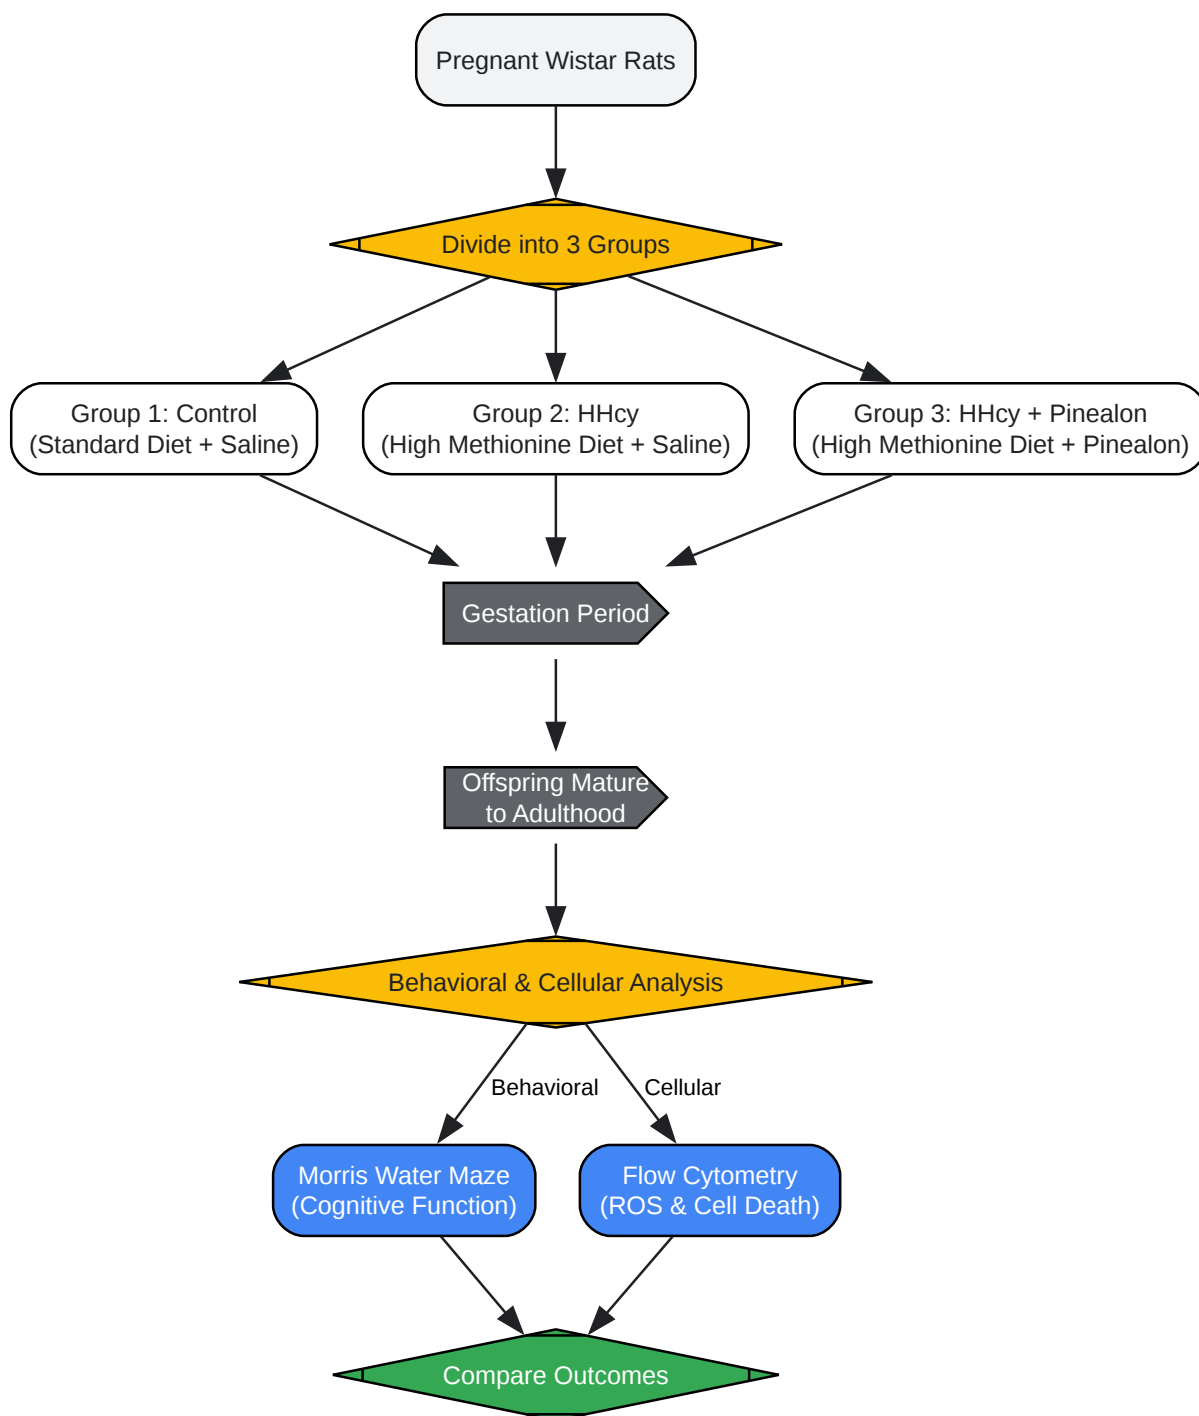 Pregnant Wistar Rats
Divide into 3 Groups
Group 1: Control
(Standard Diet + Saline)
Group 2: HHcy
(High Methionine Diet + Saline)
Group 3: HHcy + Pinealon
(High Methionine Diet + Pinealon)
Gestation Period
Offspring Mature
to Adulthood
Behavioral & Cellular Analysis
Behavioral
Cellular
Morris Water Maze
(Cognitive Function)
Flow Cytometry
(ROS & Cell Death)
Compare Outcomes